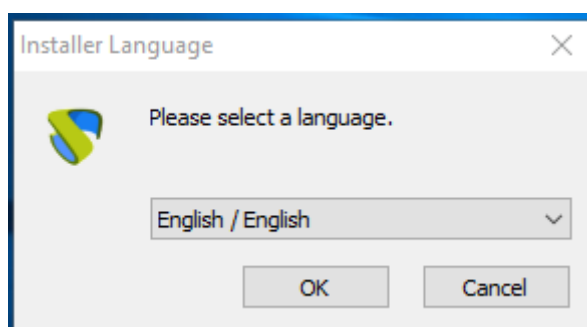 Installer Language
Please select a language.
English / English
OK
Cancel